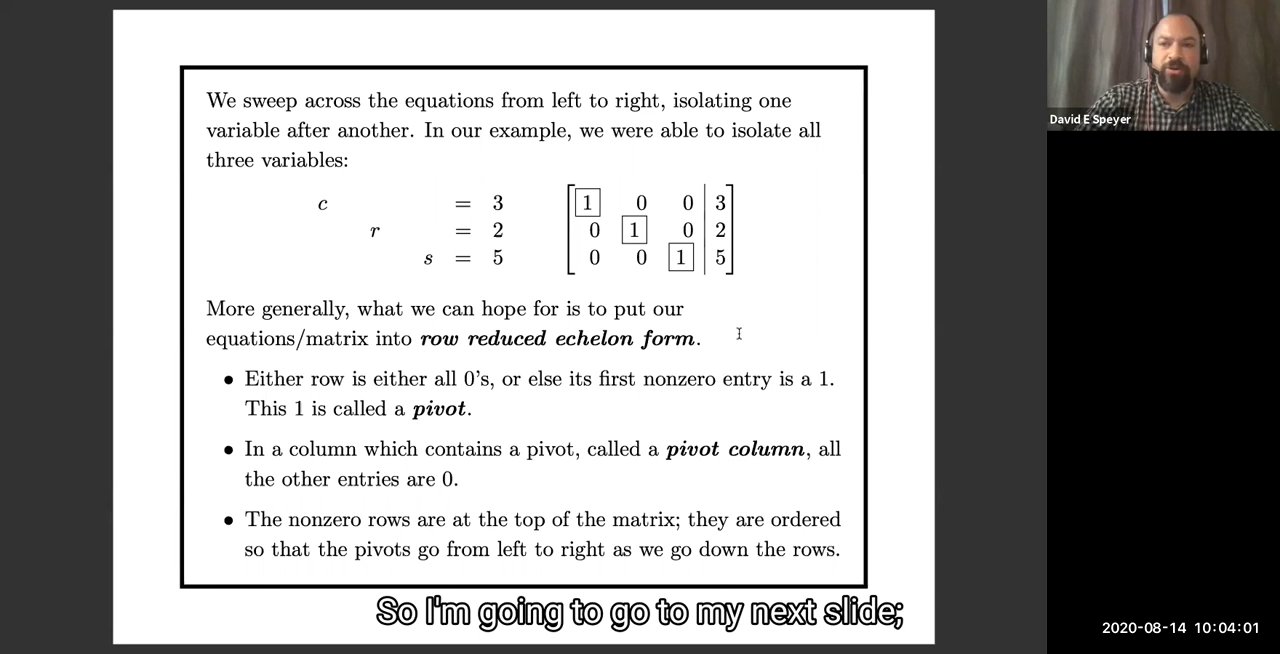 We sweep across the equations from left to right, isolating one
variable after another. In our example, we were able to isolate all
three variables:
c = 3
r = 2
s = 5
1 0 0 3
0 1 0 2
0 0 1 5
More generally, what we can hope for is to put our
equations/matrix into row reduced echelon form.
• Either row is either all 0's, or else its first nonzero entry is a 1.
This 1 is called a pivot.
• In a column which contains a pivot, called a pivot column, all
the other entries are 0.
• The nonzero rows are at the top of the matrix; they are ordered
so that the pivots go from left to right as we go down the rows.
So I'm going to go to my next slide;
David E Speyer
2020-08-14 10:04:01